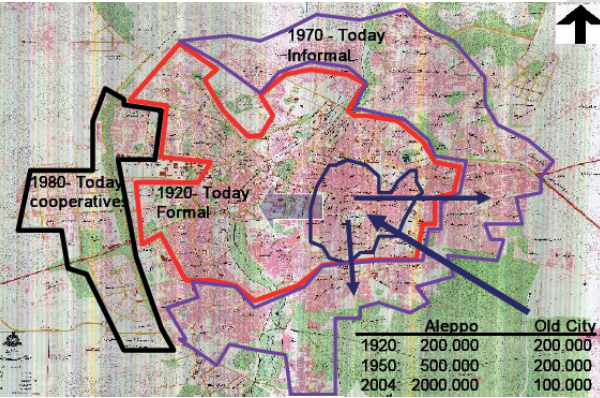 1970 - Today
Informal
1980- Today
cooperatives
1920- Today
Formal
Aleppo Old City
1920: 200.000 200.000
1950: 500.000 200.000
2004: 2000.000 100.000